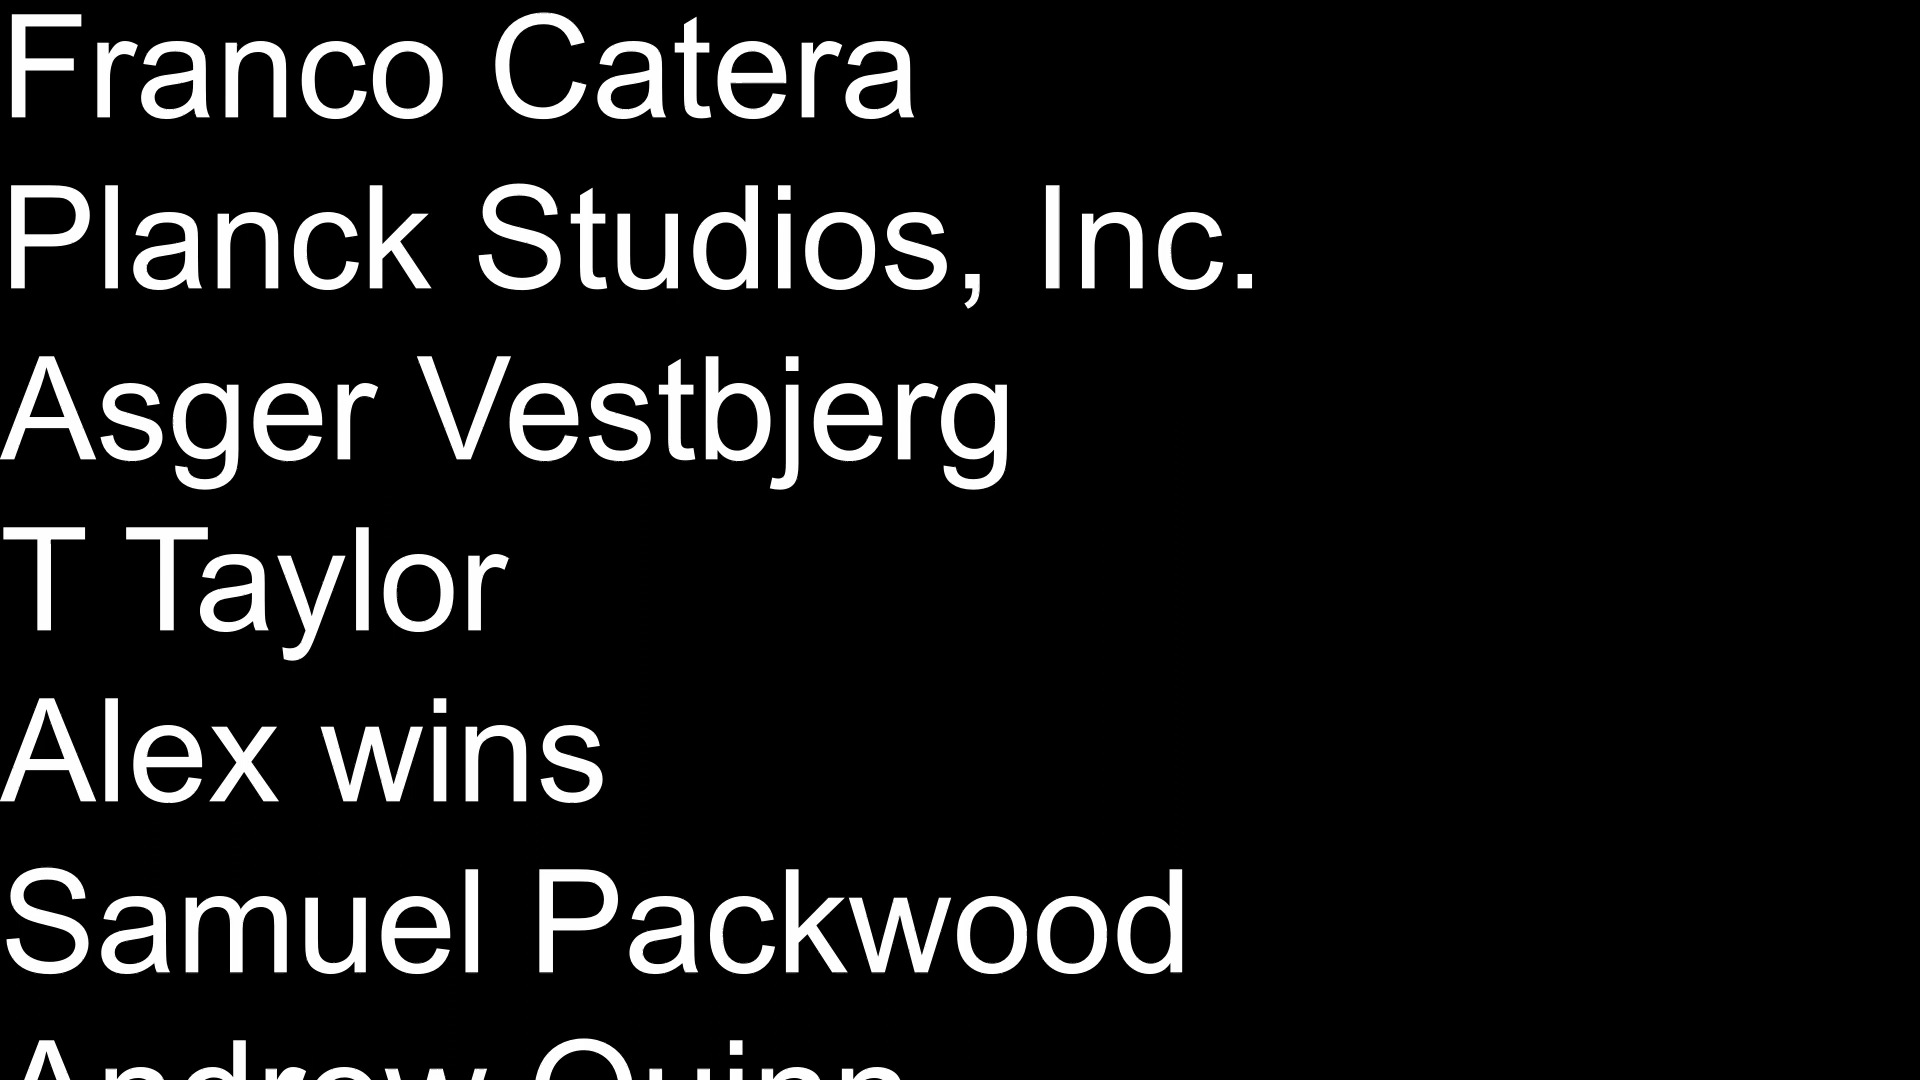 Franco Catera
Planck Studios, Inc.
Asger Vestbjerg
T Taylor
Alex wins
Samuel Packwood
Andrew Quinn